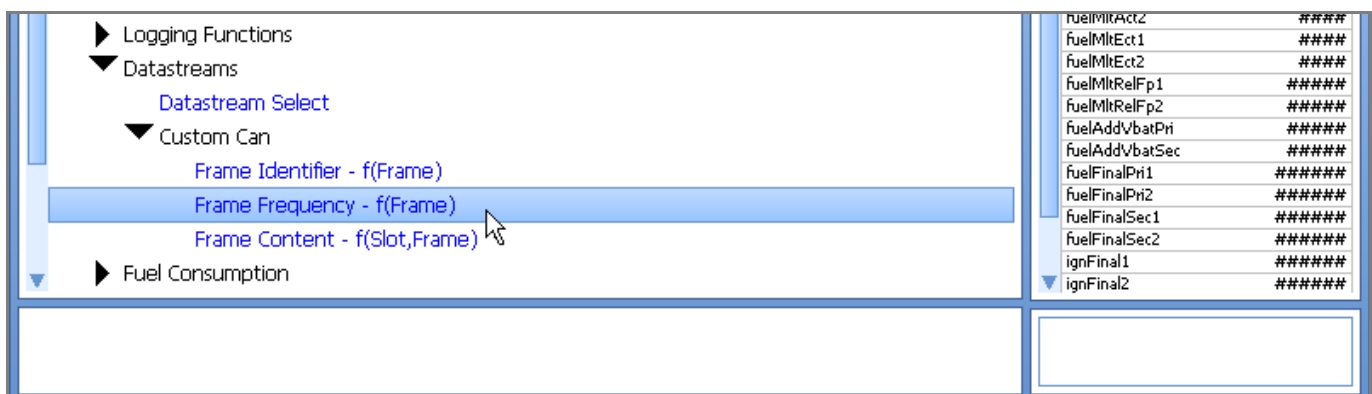 Logging Functions
Datastreams
Datastream Select
Custom Can
Frame Identifier - f(Frame)
Frame Frequency - f(Frame)
Frame Content - f(Slot,Frame)
Fuel Consumption
fuelMltAct2 ####
fuelMltEct1 ####
fuelMltEct2 ####
fuelMltRelFp1 #####
fuelMltRelFp2 #####
fuelAddVbatPri #####
fuelAddVbatSec #####
fuelFinalPri1 ######
fuelFinalPri2 ######
fuelFinalSec1 ######
fuelFinalSec2 ######
ignFinal1 ######
ignFinal2 ######